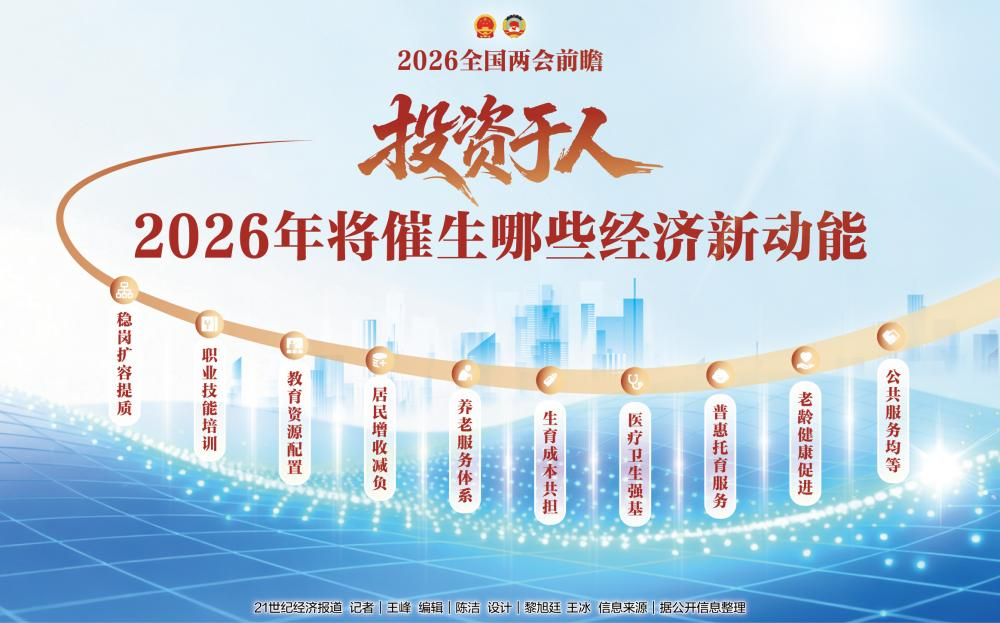 2026全国两会前瞻
投资于人
2026年将催生哪些经济新动能
稳岗扩容提质
职业技能培训
教育资源配置
居民增收减负
养老服务体系
生育成本共担
医疗卫生强基
普惠托育服务
老龄健康促进
公共服务均等
21世纪经济报道 记者｜王峰 编辑｜陈洁 设计｜黎旭廷 王冰 信息来源｜据公开信息整理